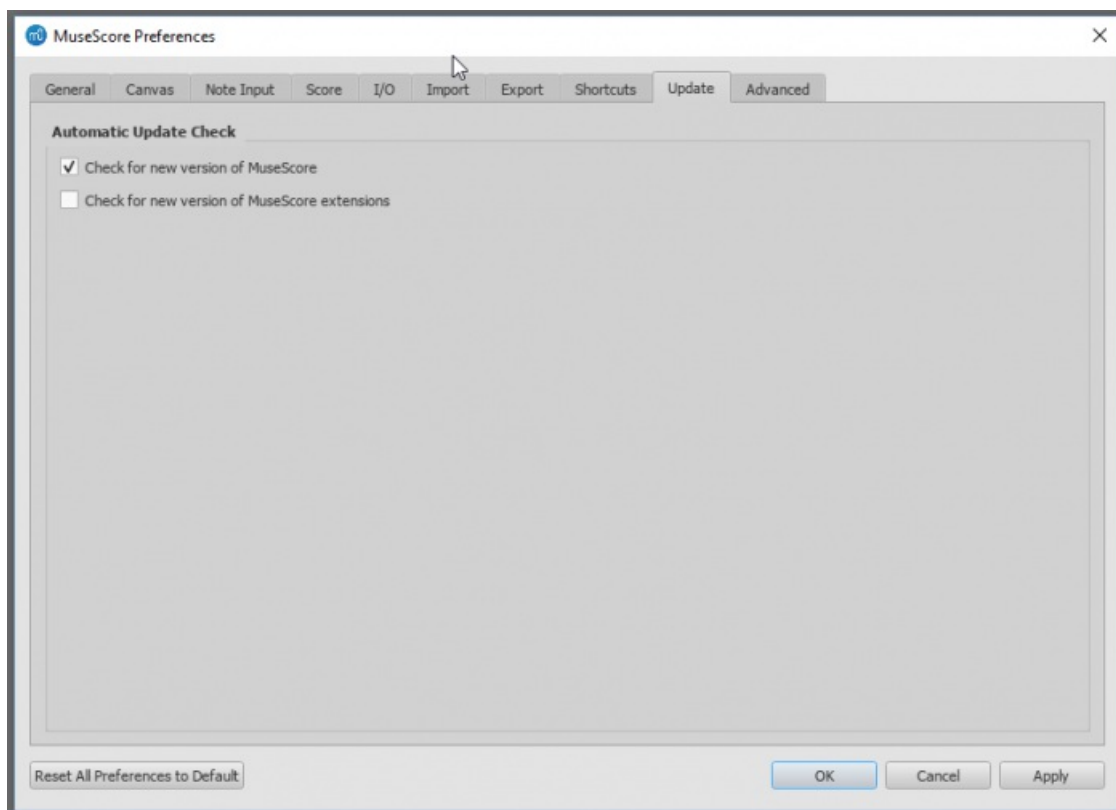 MuseScore Preferences
General Canvas Note Input Score I/O Import Export Shortcuts Update Advanced
Automatic Update Check
Check for new version of MuseScore
Check for new version of MuseScore extensions
Reset All Preferences to Default OK Cancel Apply